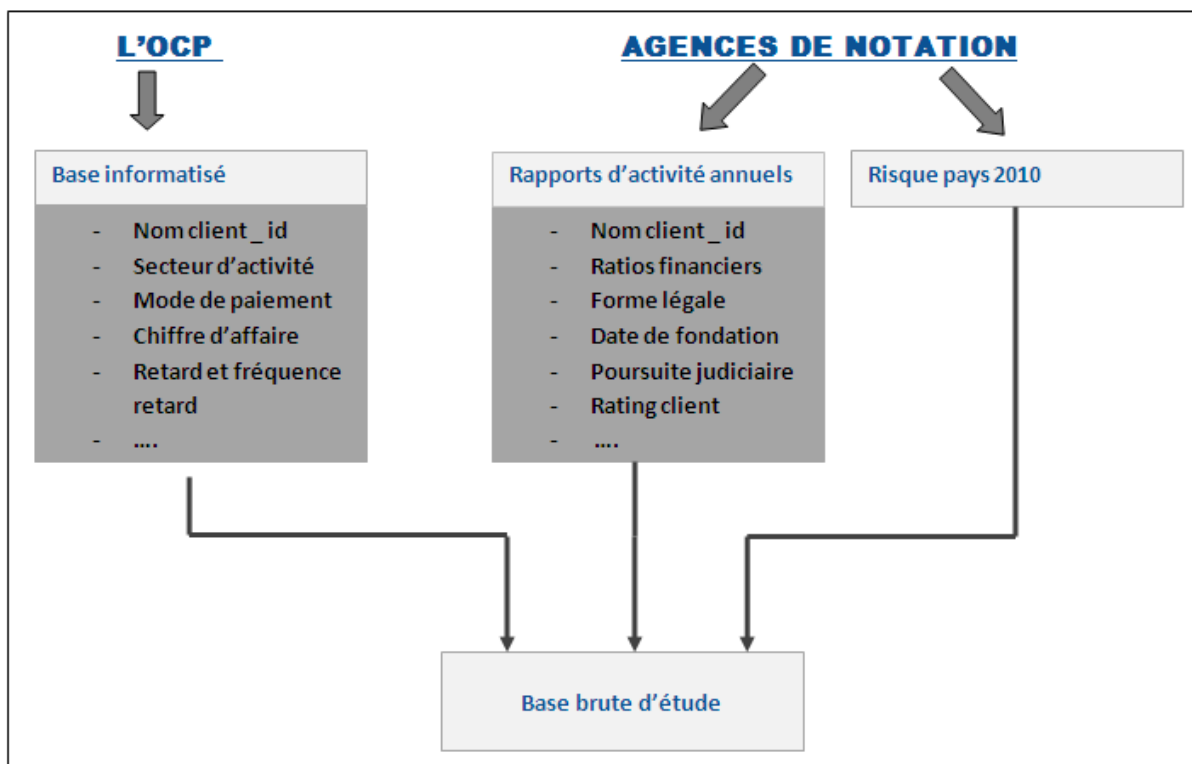 L'OCP
AGENCES DE NOTATION
Base informatisé
- Nom client _ id
- Secteur d'activité
- Mode de paiement
- Chiffre d'affaire
- Retard et fréquence
retard
- ....
Rapports d'activité annuels
- Nom client _ id
- Ratios financiers
- Forme légale
- Date de fondation
- Poursuite judiciaire
- Rating client
- ....
Risque pays 2010
Base brute d'étude